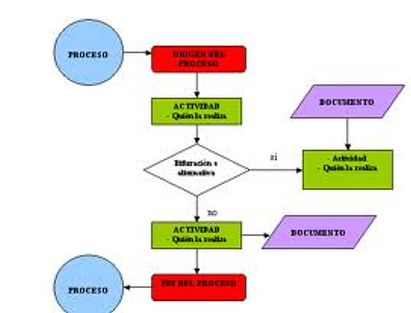 PROCESO
ORIGEN DEL
PROCESO
ACTIVIDAD
- Quién la realiza
DOCUMENTO
Bifuración o
alternativa
si
- Actividad
- Quién la realiza
no
ACTIVIDAD
- Quién la realiza
DOCUMENTO
PROCESO
FIN DEL PROCESO